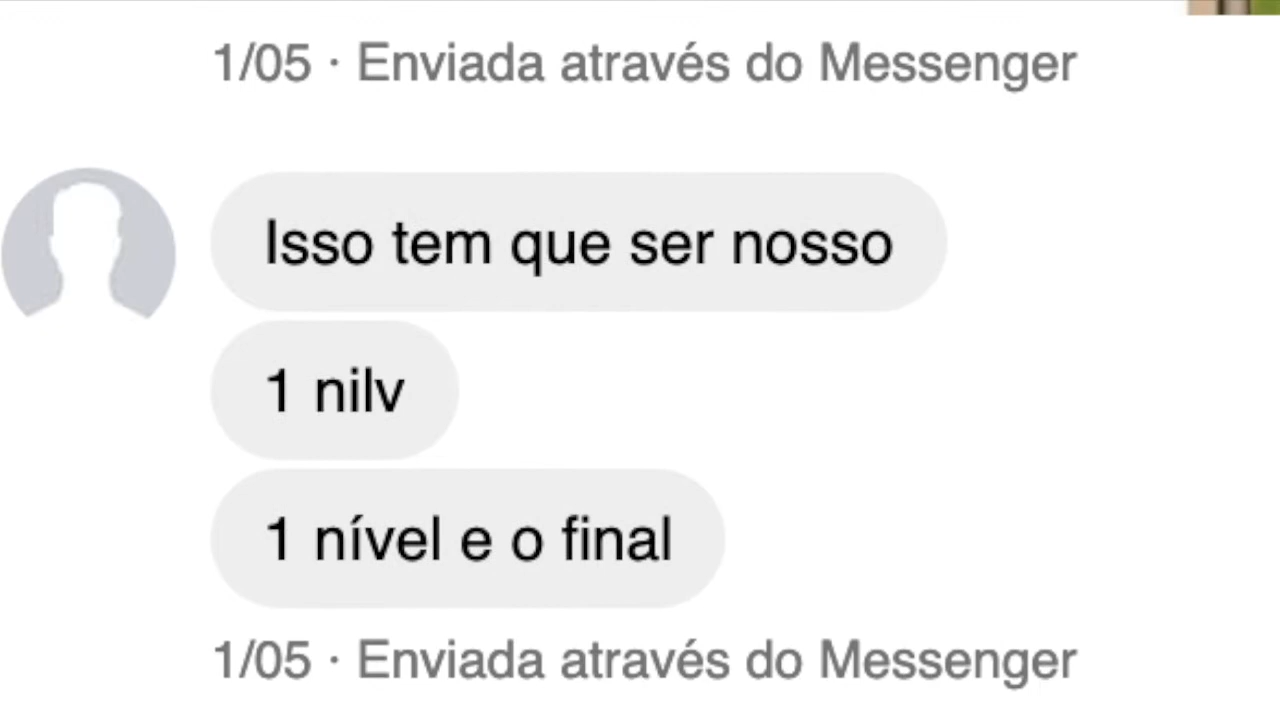 1/05 · Enviada através do Messenger
Isso tem que ser nosso
1 nilv
1 nível e o final
1/05 · Enviada através do Messenger